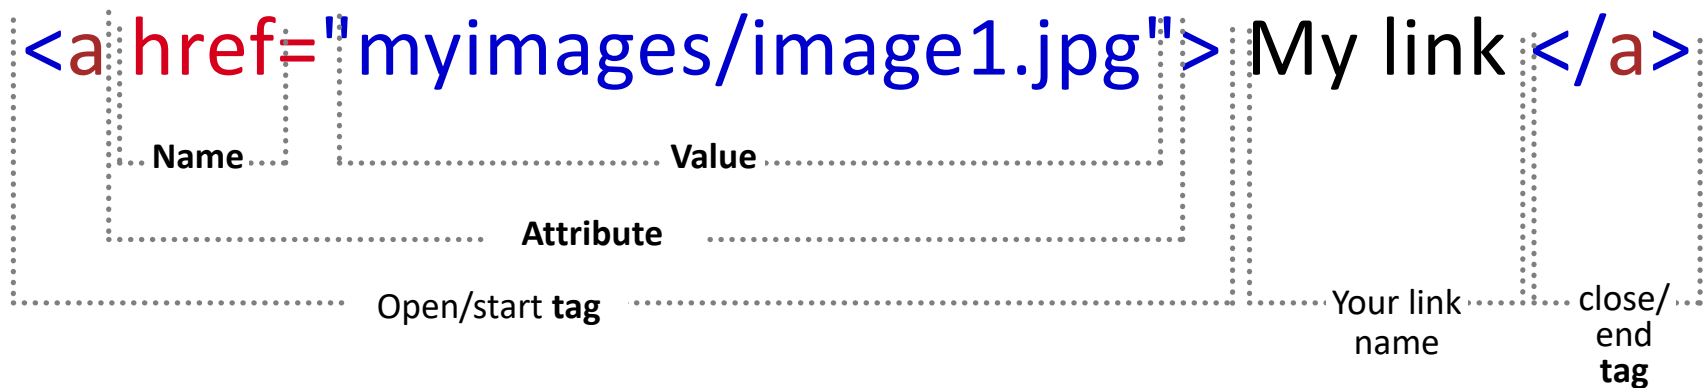 <a href="myimages/image1.jpg"> My link </a>
Name
Value
Attribute
Open/start tag
Your link
name
close/
end
tag